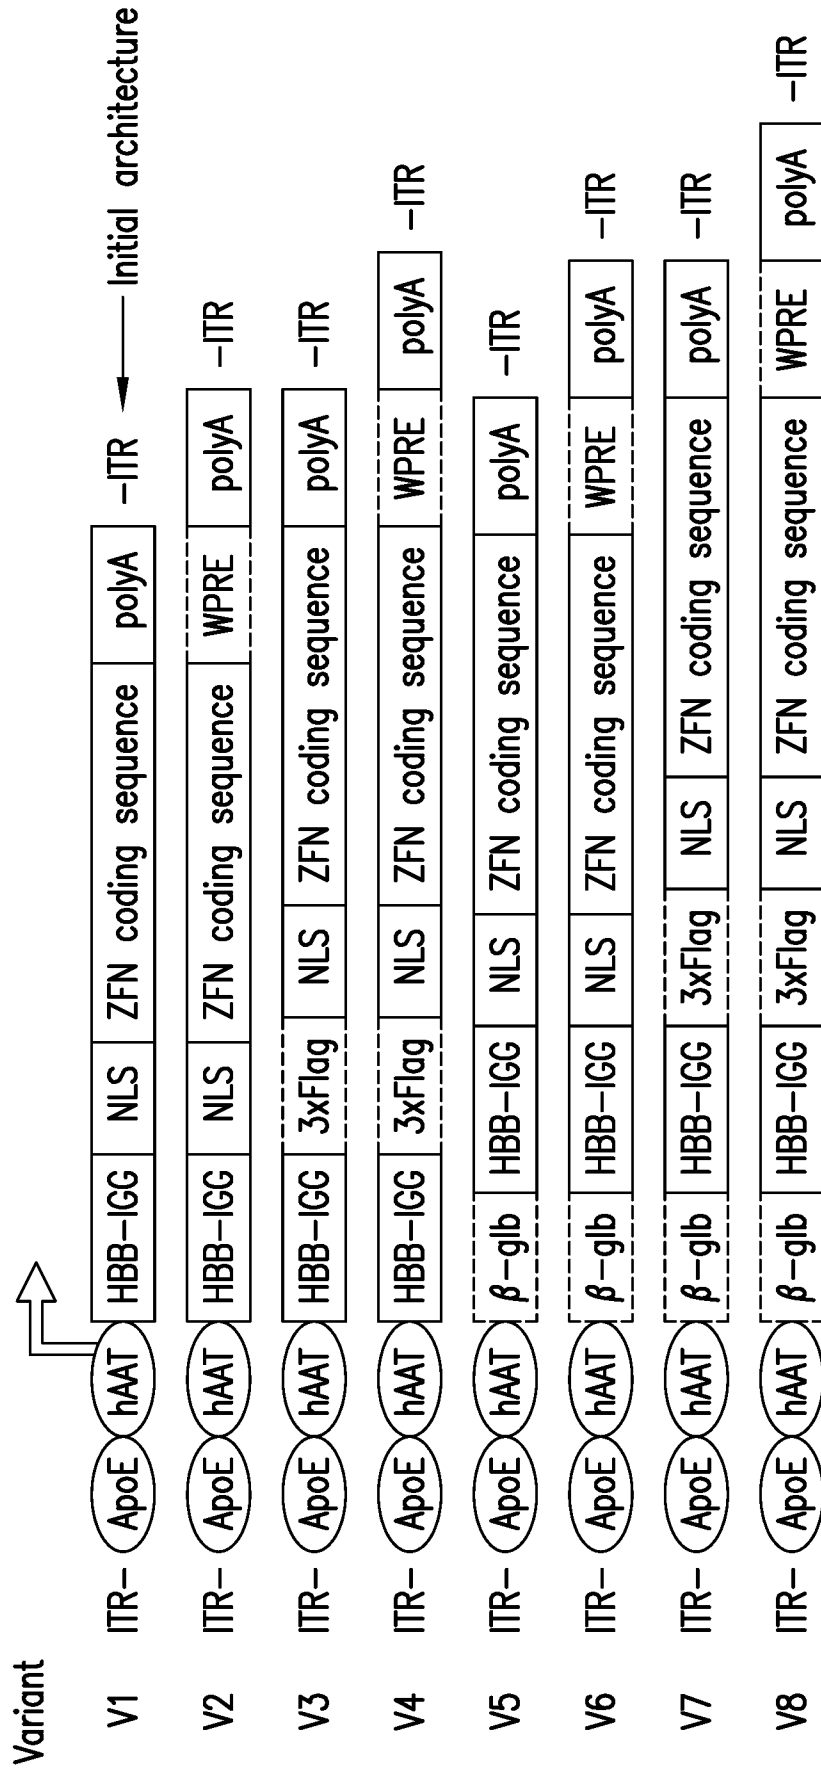 Variant
V1 ITR– ApoE hAAT HBB–IGG NLS ZFN coding sequence polyA –ITR Initial architecture
V2 ITR– ApoE hAAT HBB–IGG NLS ZFN coding sequence WPRE polyA –ITR
V3 ITR– ApoE hAAT HBB–IGG 3xFlag NLS ZFN coding sequence polyA –ITR
V4 ITR– ApoE hAAT HBB–IGG 3xFlag NLS ZFN coding sequence WPRE polyA –ITR
V5 ITR– ApoE hAAT β–glb HBB–IGG NLS ZFN coding sequence polyA –ITR
V6 ITR– ApoE hAAT β–glb HBB–IGG NLS ZFN coding sequence WPRE polyA –ITR
V7 ITR– ApoE hAAT β–glb HBB–IGG 3xFlag NLS ZFN coding sequence polyA –ITR
V8 ITR– ApoE hAAT β–glb HBB–IGG 3xFlag NLS ZFN coding sequence WPRE polyA –ITR